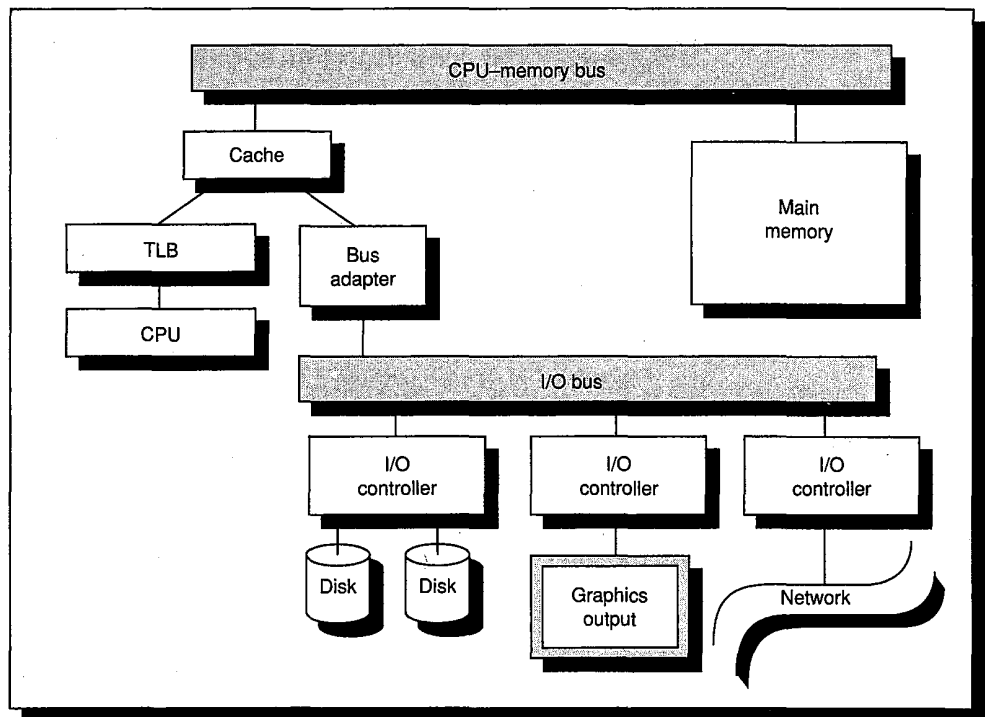 CPU–memory bus
Cache
Main
memory
TLB
Bus
adapter
CPU
I/O bus
I/O
controller
I/O
controller
I/O
controller
Disk
Disk
Graphics
output
Network